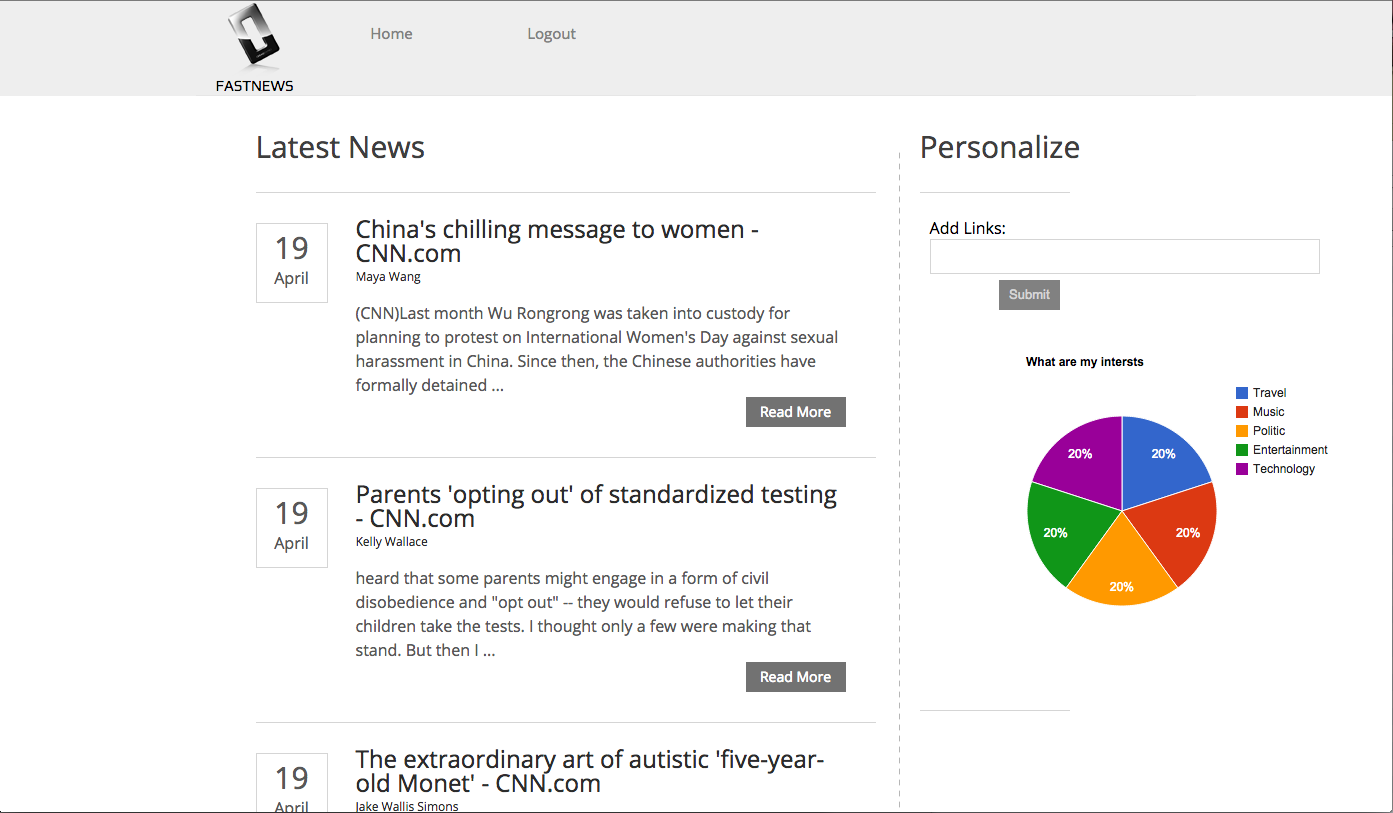 Home
Logout
FASTNEWS
Latest News
19
April
China's chilling message to women -
CNN.com
Maya Wang
(CNN)Last month Wu Rongrong was taken into custody for
planning to protest on International Women's Day against sexual
harassment in China. Since then, the Chinese authorities have
formally detained ...
Read More
19
April
Parents 'opting out' of standardized testing
- CNN.com
Kelly Wallace
heard that some parents might engage in a form of civil
disobedience and "opt out" -- they would refuse to let their
children take the tests. I thought only a few were making that
stand. But then I ...
Read More
19
April
The extraordinary art of autistic 'five-year-
old Monet' - CNN.com
Jake Wallis Simons
Personalize
Add Links:
Submit
What are my intersts
Travel
Music
Politic
Entertainment
Technology
20%
20%
20%
20%
20%